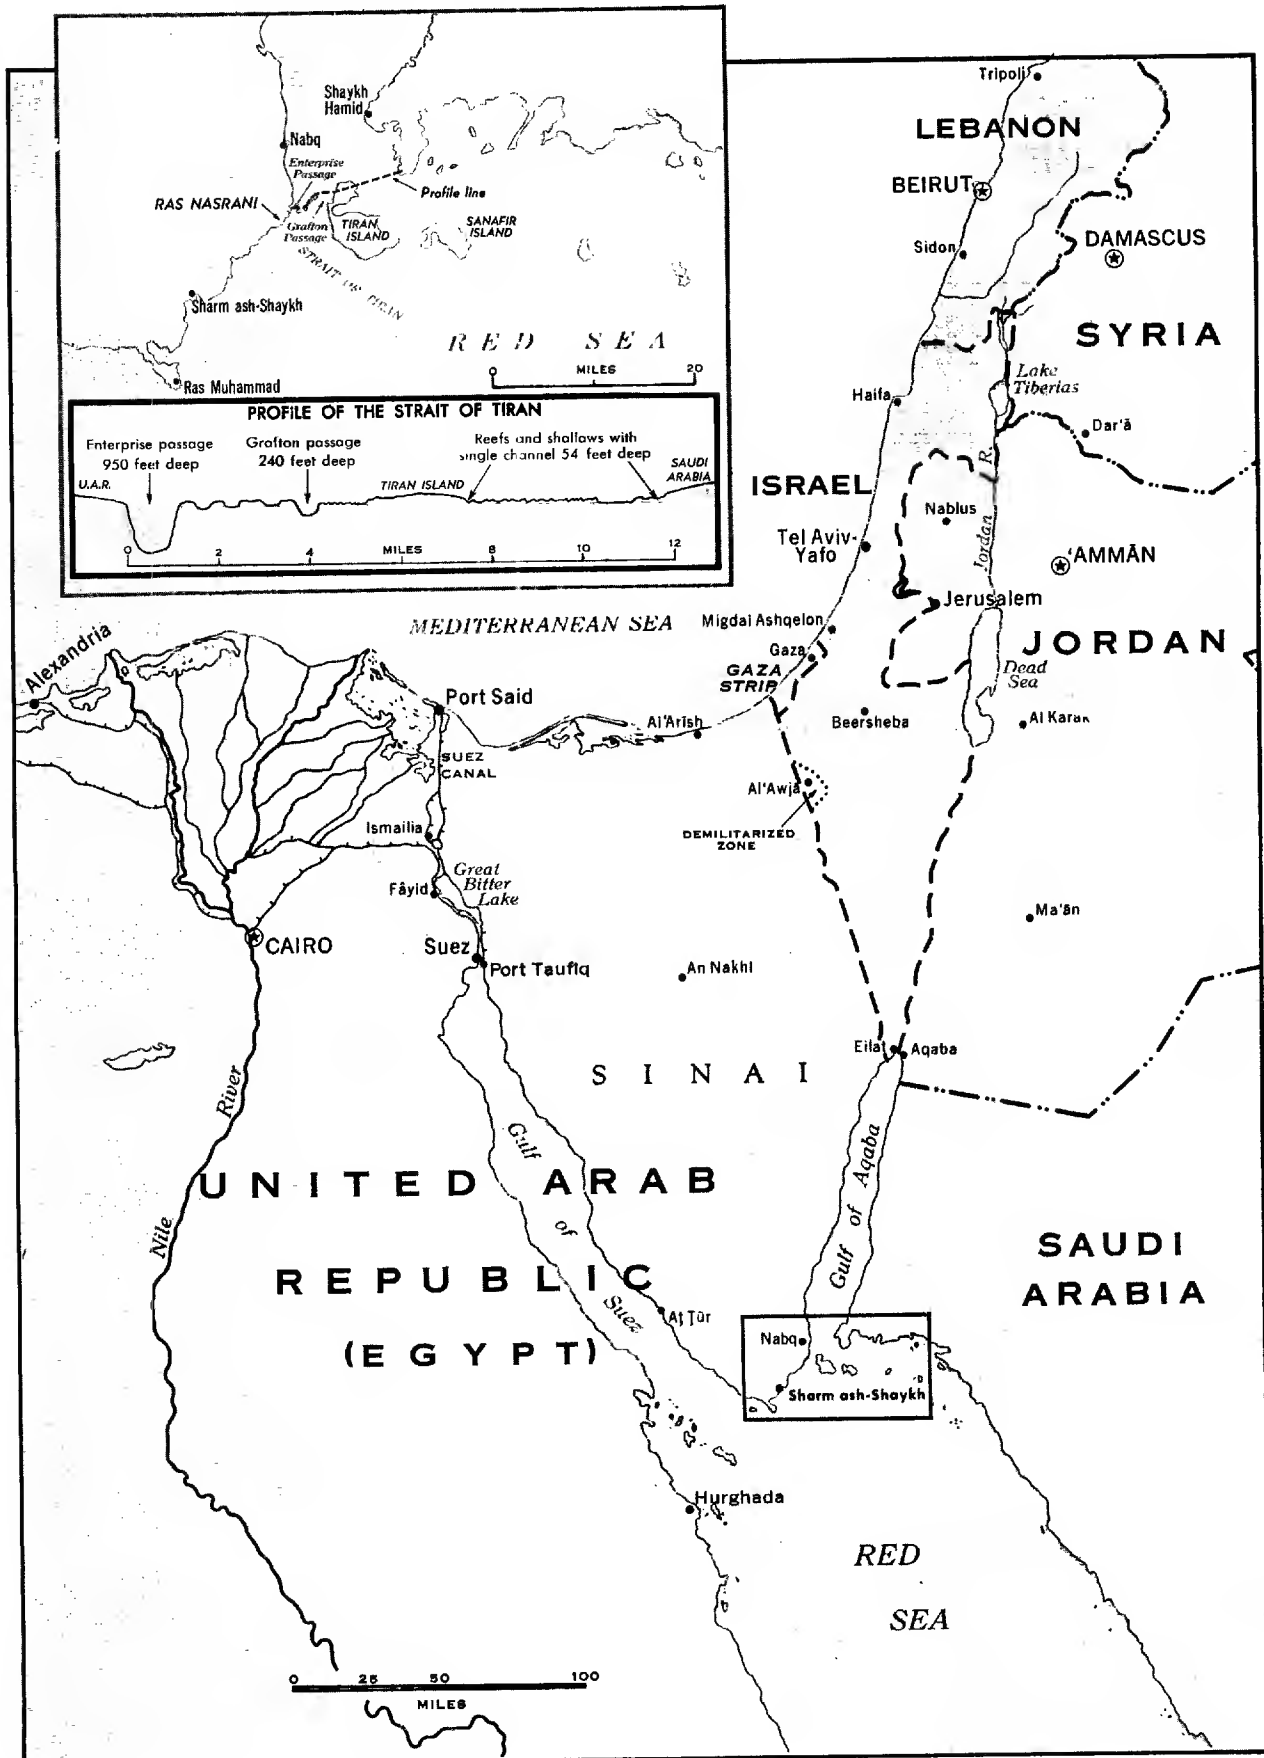 Shaykh
Hamid
Nabq
Enterprise
Passage
Profile line
RAS NASRANI
Grafton
Passage
TIRAN
ISLAND
SANAFIR
ISLAND
STRAIT OF TIRAN
Sharm ash-Shaykh
RED SEA
Ras Muhammad
0 MILES 20
PROFILE OF THE STRAIT OF TIRAN
Enterprise passage
950 feet deep
Grafton passage
240 feet deep
Reefs and shallows with
single channel 54 feet deep
U.A.R.
TIRAN ISLAND
SAUDI
ARABIA
0 2 4 MILES 8 10 12
Tripoli
LEBANON
BEIRUT
Sidon
DAMASCUS
SYRIA
Lake
Tiberias
Haifa
Dar'ā
ISRAEL
Nablus
Jordan R.
Tel Aviv-
Yafo
'AMMĀN
Jerusalem
MEDITERRANEAN SEA
Migdal Ashqelon
Gaza
GAZA
STRIP
JORDAN
Dead
Sea
Alexandria
Port Said
Al'Arīsh
Beersheba
Al Karak
SUEZ
CANAL
Al'Awja
DEMILITARIZED
ZONE
Ismailia
Great
Bitter
Lake
Fâyid
Ma'ān
CAIRO
Suez
Port Taufiq
An Nakhl
Eilat
Aqaba
SINAI
Nile River
Gulf of Suez
Gulf of Aqaba
UNITED ARAB
REPUBLIC
(EGYPT)
SAUDI
ARABIA
Aṭ Ṭūr
Nabq
Sharm ash-Shaykh
Hurghada
RED
SEA
0 25 50 100
MILES